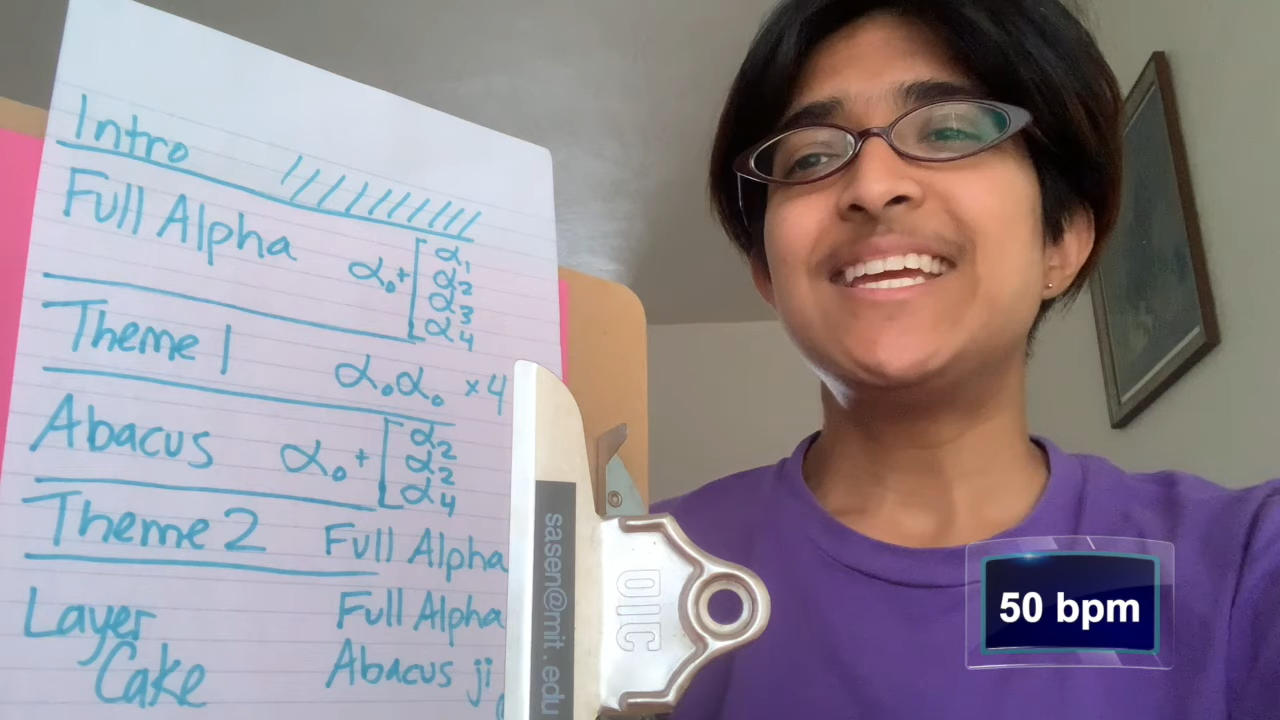 Intro /////////
Full Alpha α₀+[α₁
α₂
α₃
α₄
Theme 1 α₀α₀ ×4
Abacus α₀+[α₂
α₂
α₄
Theme 2 Full Alpha
Layer Full Alpha
Cake Abacus ji
sasen@mit.edu
OIC
50 bpm